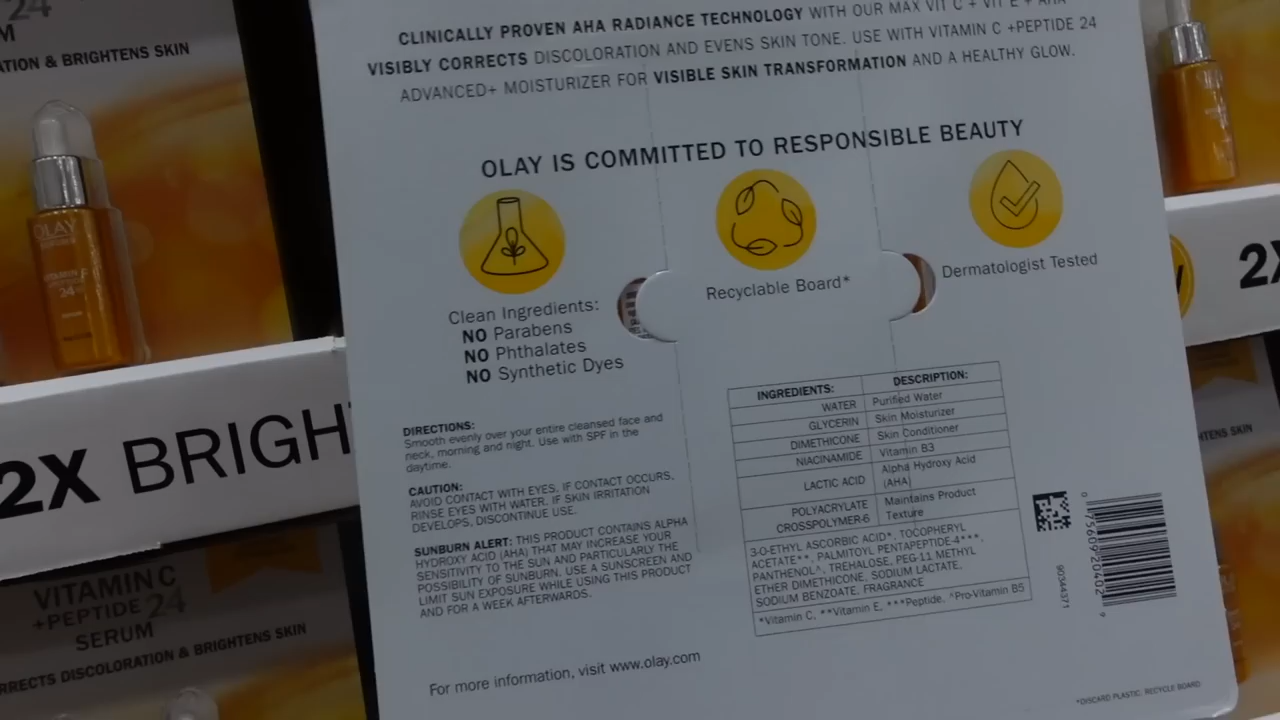 24
M
ATION & BRIGHTENS SKIN
OLAY
24
2X BRIGH
VITAMIN C
+PEPTIDE 24
SERUM
RRECTS DISCOLORATION & BRIGHTENS SKIN
CLINICALLY PROVEN AHA RADIANCE TECHNOLOGY WITH OUR MAX VIT C + VIT E + AHA
VISIBLY CORRECTS DISCOLORATION AND EVENS SKIN TONE. USE WITH VITAMIN C +PEPTIDE 24
ADVANCED+ MOISTURIZER FOR VISIBLE SKIN TRANSFORMATION AND A HEALTHY GLOW.
OLAY IS COMMITTED TO RESPONSIBLE BEAUTY
Clean Ingredients:
NO Parabens
NO Phthalates
NO Synthetic Dyes
Recyclable Board*
Dermatologist Tested
DIRECTIONS:
Smooth evenly over your entire cleansed face and
neck, morning and night. Use with SPF in the
daytime.
CAUTION:
AVOID CONTACT WITH EYES. IF CONTACT OCCURS,
RINSE EYES WITH WATER. IF SKIN IRRITATION
DEVELOPS, DISCONTINUE USE.
SUNBURN ALERT: THIS PRODUCT CONTAINS ALPHA
HYDROXY ACID (AHA) THAT MAY INCREASE YOUR
SENSITIVITY TO THE SUN AND PARTICULARLY THE
POSSIBILITY OF SUNBURN. USE A SUNSCREEN AND
LIMIT SUN EXPOSURE WHILE USING THIS PRODUCT
AND FOR A WEEK AFTERWARDS.
For more information, visit www.olay.com
INGREDIENTS: DESCRIPTION:
WATER Purified Water
GLYCERIN Skin Moisturizer
DIMETHICONE Skin Conditioner
NIACINAMIDE Vitamin B3
LACTIC ACID Alpha Hydroxy Acid
(AHA)
POLYACRYLATE Maintains Product
CROSSPOLYMER-6 Texture
3-O-ETHYL ASCORBIC ACID*, TOCOPHERYL
ACETATE**, PALMITOYL PENTAPEPTIDE-4***,
PANTHENOL^, TREHALOSE, PEG-11 METHYL
ETHER DIMETHICONE, SODIUM LACTATE,
SODIUM BENZOATE, FRAGRANCE
*Vitamin C, **Vitamin E, ***Peptide, ^Pro-Vitamin B5
90344371
0 75609 20402 9
*DISCARD PLASTIC, RECYCLE BOARD
2X
TENS SKIN